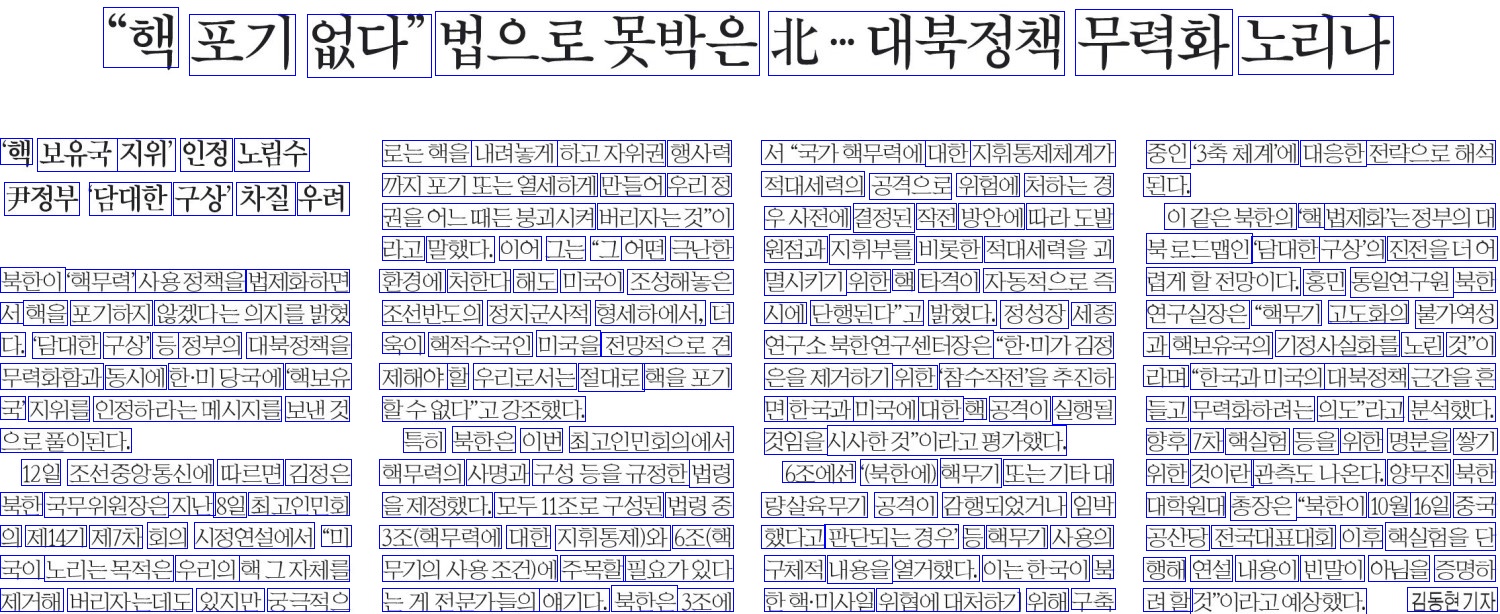 “핵 포기 없다” 법으로 못박은 北… 대북정책 무력화 노리나
‘핵 보유국 지위’ 인정 노림수
尹정부 ‘담대한 구상’ 차질 우려
북한이 ‘핵무력’ 사용 정책을 법제화하면
서 핵을 포기하지 않겠다는 의지를 밝혔
다. ‘담대한 구상’ 등 정부의 대북정책을
무력화함과 동시에 한·미 당국에 ‘핵보유
국’ 지위를 인정하라는 메시지를 보낸 것
으로 풀이된다.
12일 조선중앙통신에 따르면 김정은
북한 국무위원장은 지난 8일 최고인민회
의 제14기 제7차 회의 시정연설에서 “미
국이 노리는 목적은 우리의 핵 그 자체를
제거해 버리자는데도 있지만 궁극적으
로는 핵을 내려놓게 하고 자위권 행사력
까지 포기 또는 열세하게 만들어 우리 정
권을 어느 때든 붕괴시켜 버리자는 것”이
라고 말했다. 이어 그는 “그 어떤 극난한
환경에 처한다 해도 미국이 조성해놓은
조선반도의 정치군사적 형세하에서, 더
욱이 핵적수국인 미국을 전망적으로 견
제해야 할 우리로서는 절대로 핵을 포기
할 수 없다”고 강조했다.
특히 북한은 이번 최고인민회의에서
핵무력의 사명과 구성 등을 규정한 법령
을 제정했다. 모두 11조로 구성된 법령 중
3조(핵무력에 대한 지휘통제)와 6조(핵
무기의 사용 조건)에 주목할 필요가 있다
는 게 전문기들의 얘기다. 북한은 3조에
서 “국가 핵무력에 대한 지휘통제체계가
적대세력의 공격으로 위험에 처하는 경
우 사전에 결정된 작전 방안에 따라 도발
원점과 지휘부를 비롯한 적대세력을 괴
멸시키기 위한 핵 타격이 자동적으로 즉
시에 단행된다”고 밝혔다. 정성장 세종
연구소 북한연구센터장은 “한·미가 김정
은을 제거하기 위한 ‘참수작전’을 추진하
면 한국과 미국에 대한 핵 공격이 실행될
것임을 시사한 것”이라고 평가했다.
6조에선 ‘(북한에) 핵무기 또는 기타 대
량살육무기 공격이 감행되었거나 임박
했다고 판단되는 경우’ 등 핵무기 사용의
구체적 내용을 열거했다. 이는 한국이 북
한 핵·미사일 위협에 대처하기 위해 구축
중인 ‘3축 체계’에 대응한 전략으로 해석
된다.
이 같은 북한의 ‘핵 법제화’는 정부의 대
북 로드맵인 ‘담대한 구상’의 진전을 더 어
렵게 할 전망이다. 홍민 통일연구원 북한
연구실장은 “핵무기 고도화의 불가역성
과 핵보유국의 기정사실화를 노린 것”이
라며 “한국과 미국의 대북정책 근간을 흔
들고 무력화하려는 의도”라고 분석했다.
향후 7차 핵실험 등을 위한 명분을 쌓기
위한 것이란 관측도 나온다. 양무진 북한
대학원대 총장은 “북한이 10월 16일 중국
공산당 전국대표대회 이후 핵실험을 단
행해 연설 내용이 빈말이 아님을 증명하
려 할 것”이라고 예상했다. 김동현 기자